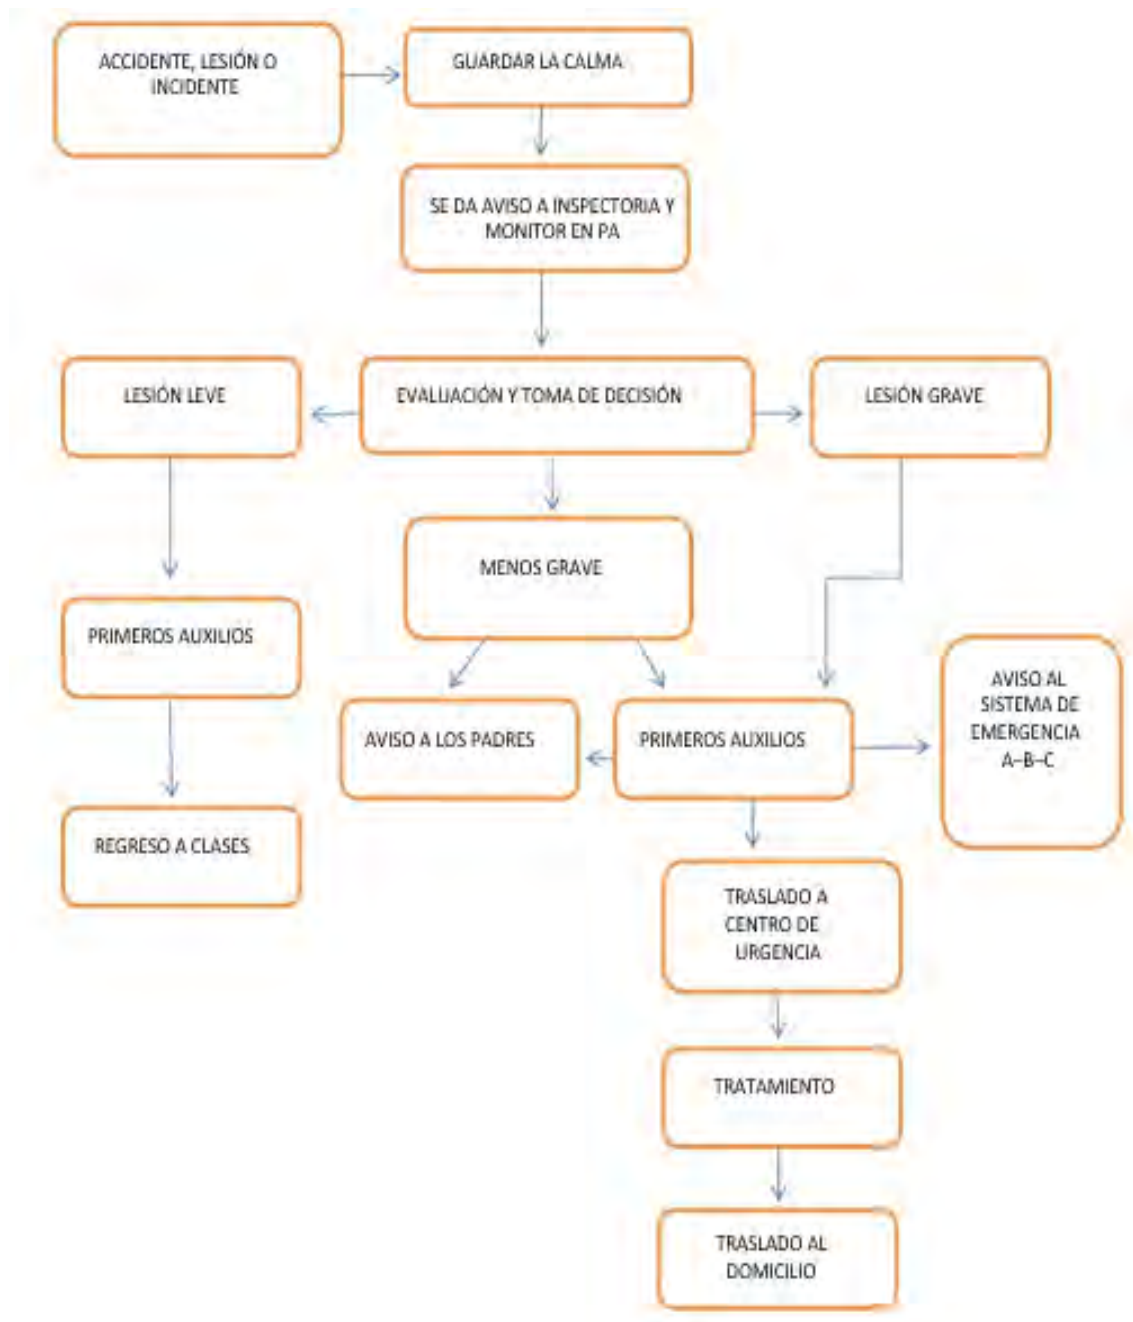 ACCIDENTE, LESIÓN O
INCIDENTE
GUARDAR LA CALMA
SE DA AVISO A INSPECTORIA Y
MONITOR EN PA
LESIÓN LEVE
EVALUACIÓN Y TOMA DE DECISIÓN
LESIÓN GRAVE
MENOS GRAVE
PRIMEROS AUXILIOS
AVISO A LOS PADRES
PRIMEROS AUXILIOS
AVISO AL
SISTEMA DE
EMERGENCIA
A–B–C
REGRESO A CLASES
TRASLADO A
CENTRO DE
URGENCIA
TRATAMIENTO
TRASLADO AL
DOMICILIO